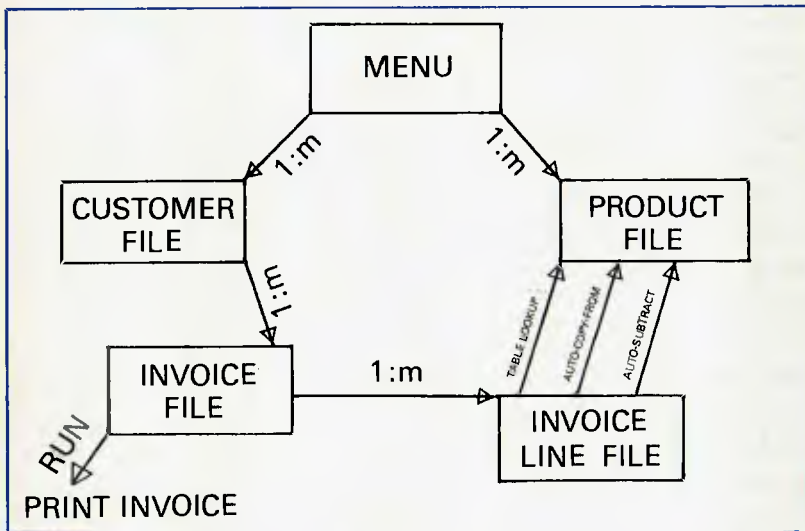 MENU
1:m
1:m
CUSTOMER
FILE
PRODUCT
FILE
1:m
TABLE LOOKUP
AUTO-COPY-FROM
AUTO-SUBTRACT
INVOICE
FILE
1:m
INVOICE
LINE FILE
RUN
PRINT INVOICE